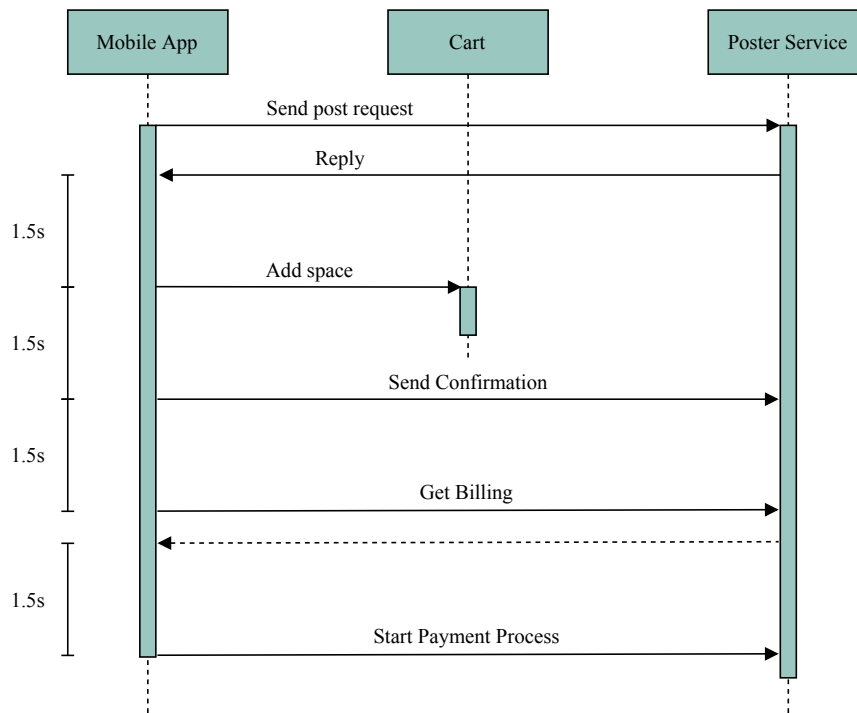 Mobile App
Cart
Poster Service
Send post request
Reply
1.5s
Add space
1.5s
Send Confirmation
1.5s
Get Billing
1.5s
Start Payment Process